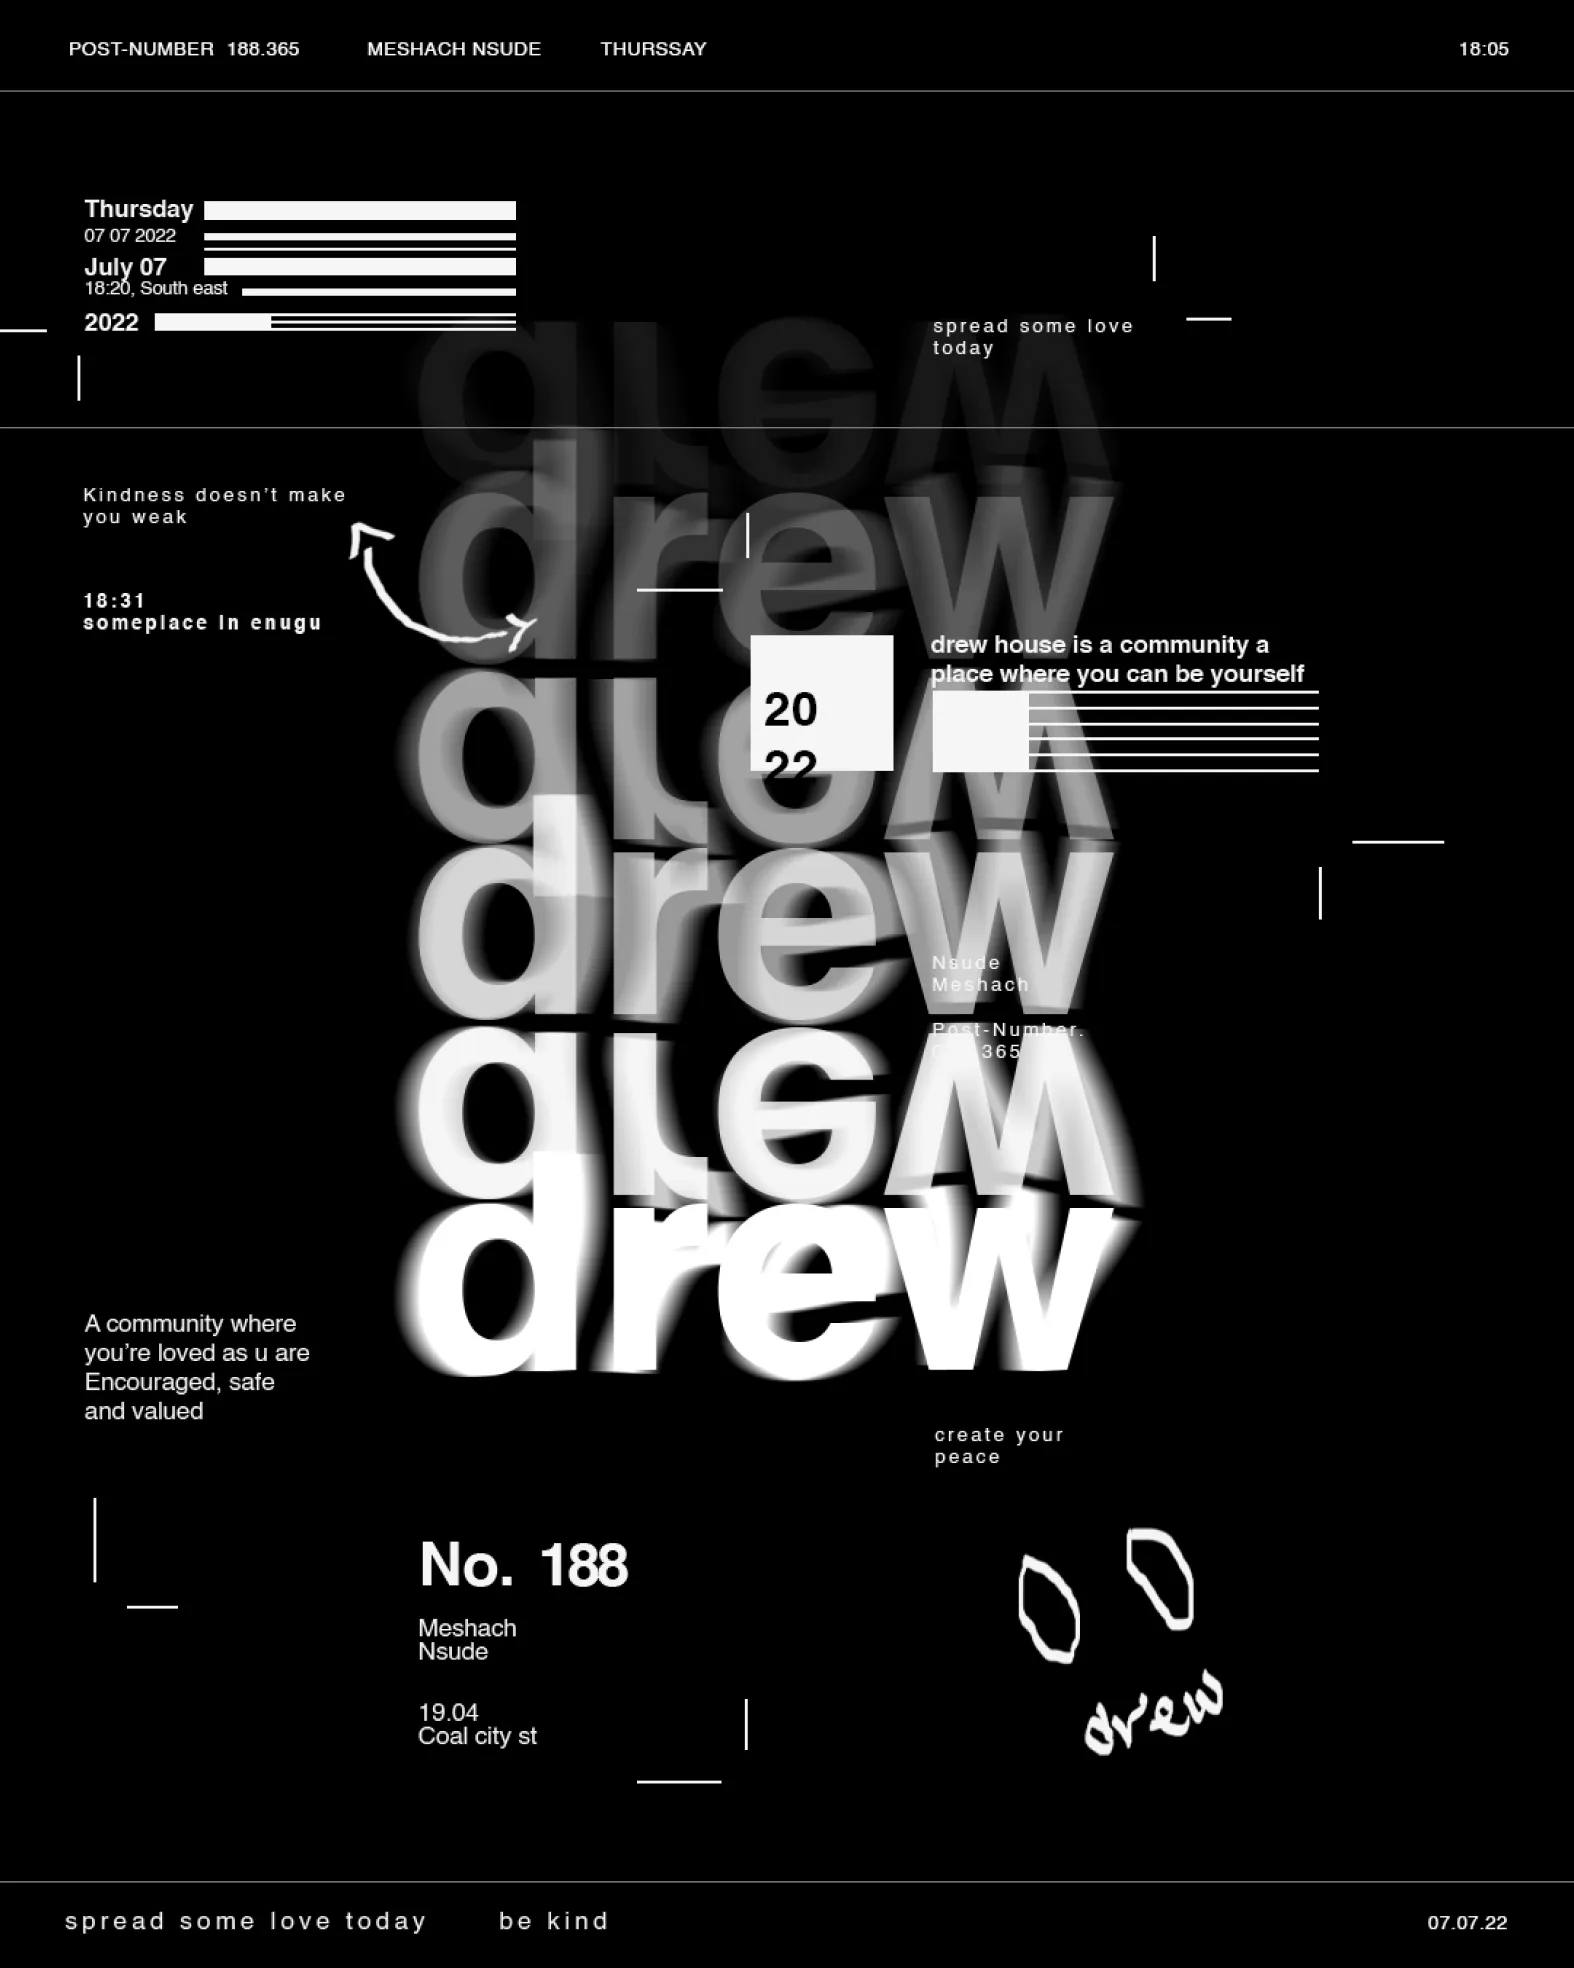 POST-NUMBER 188.365 MESHACH NSUDE THURSSAY 18:05
Thursday
07 07 2022
July 07
18:20, South east
2022
spread some love
today
drew
Kindness doesn't make
you weak
drew
18:31
someplace in enugu
drew house is a community a
place where you can be yourself
20
22
drew
drew
Nsude
Meshach
Post-Number.
365
drew
drew
A community where
you're loved as u are
Encouraged, safe
and valued
create your
peace
No. 188
Meshach
Nsude
19.04
Coal city st
drew
spread some love today be kind 07.07.22